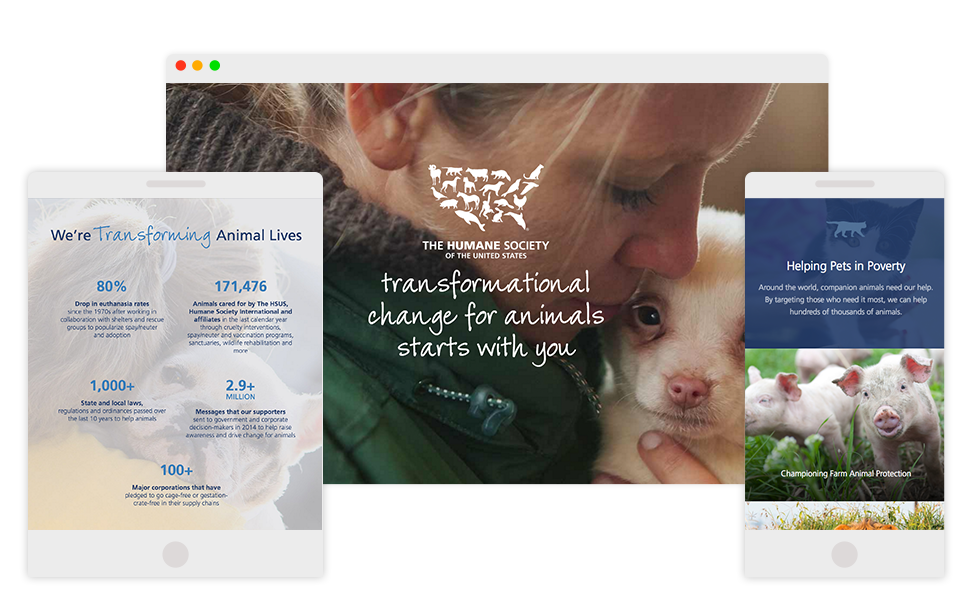 We're Transforming Animal Lives
80%
Drop in euthanasia rates
since the 1970s after working in
collaboration with shelters and rescue
groups to popularize spay/neuter
and adoption
171,476
Animals cared for by The HSUS,
Humane Society International and
affiliates in the last calendar year
through cruelty interventions,
spay/neuter and vaccination programs,
sanctuaries, wildlife rehabilitation and
more
1,000+
State and local laws,
regulations and ordinances passed over
the last 10 years to help animals
2.9+
MILLION
Messages that our supporters
sent to government and corporate
decision-makers in 2014 to help raise
awareness and drive change for animals
100+
Major corporations that have
pledged to go cage-free or gestation-
crate-free in their supply chains
THE HUMANE SOCIETY
OF THE UNITED STATES
transformational
change for animals
starts with you
Helping Pets in Poverty
Around the world, companion animals need our help.
By targeting those who need it most, we can help
hundreds of thousands of animals.
Championing Farm Animal Protection